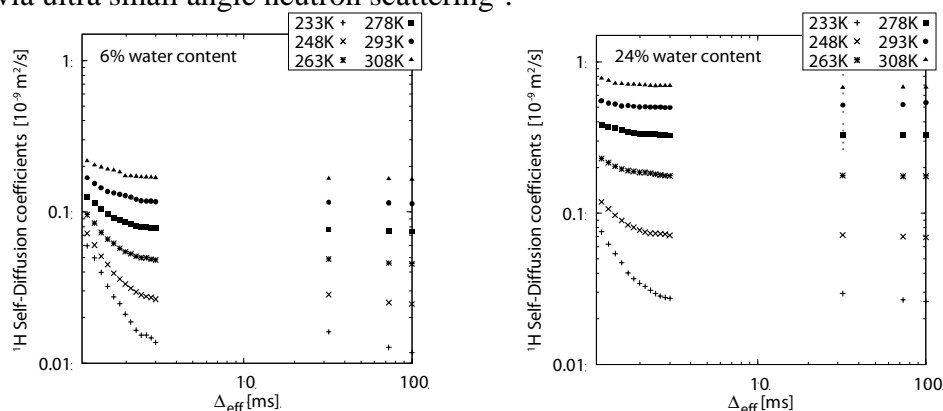 via ultra small angle neutron scattering .
233K 278K
248K 293K
263K 308K
6% water content
1
0.1
0.01
10
100
¹H Self-Diffusion coefficients [10⁻⁹ m²/s]
Δeff [ms]
233K 278K
248K 293K
263K 308K
24% water content
1
0.1
0.01
10
100
¹H Self-Diffusion coefficients [10⁻⁹ m²/s]
Δeff [ms]